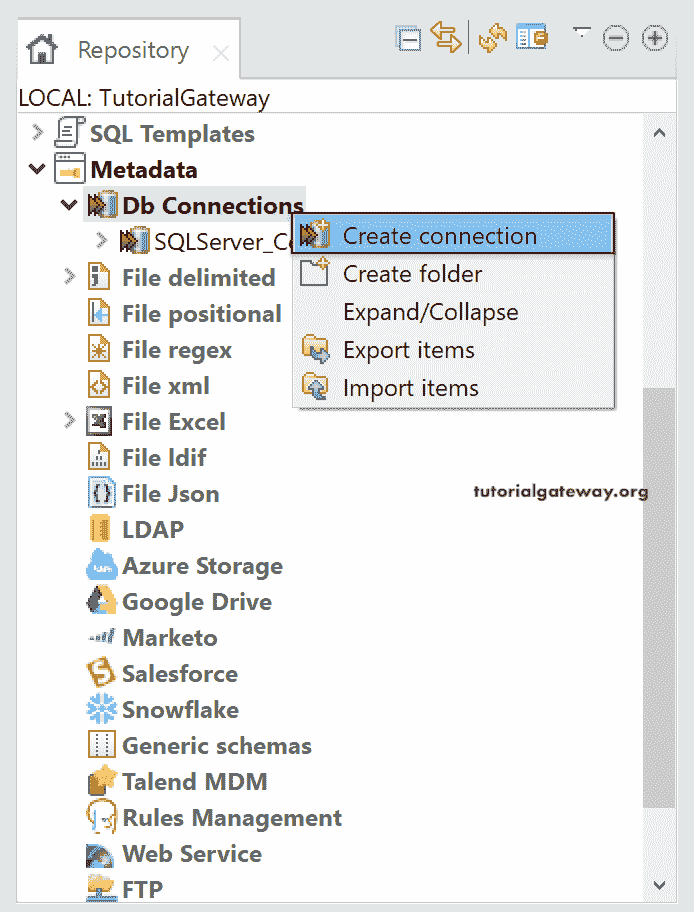 Repository
LOCAL: TutorialGateway
SQL Templates
Metadata
Db Connections
SQLServer_C
Create connection
Create folder
Expand/Collapse
Export items
Import items
File delimited
File positional
File regex
File xml
File Excel
File ldif
File Json
tutorialgateway.org
LDAP
Azure Storage
Google Drive
Marketo
Salesforce
Snowflake
Generic schemas
Talend MDM
Rules Management
Web Service
FTP